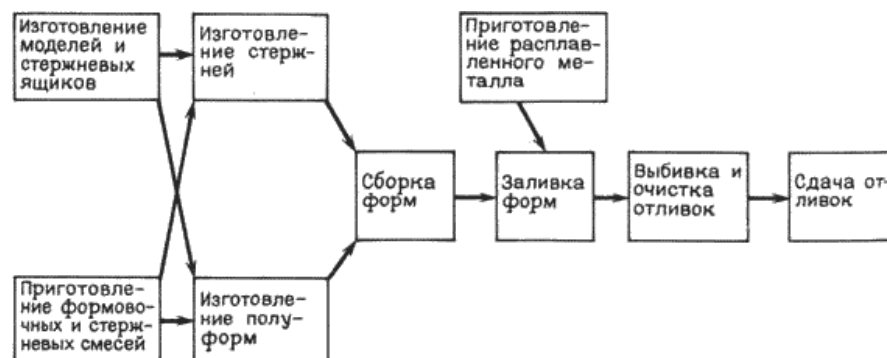 Изготовление
моделей и
стержневых
ящиков
Изготовле-
ние стерж-
ней
Приготовле-
ние расплав-
ленного ме-
талла
Сборка
форм
Заливка
форм
Выбивка и
очистка
отливок
Сдача от-
ливок
Приготовле-
ние формово-
чных и стерж-
невых смесей
Изготовле-
ние полу-
форм